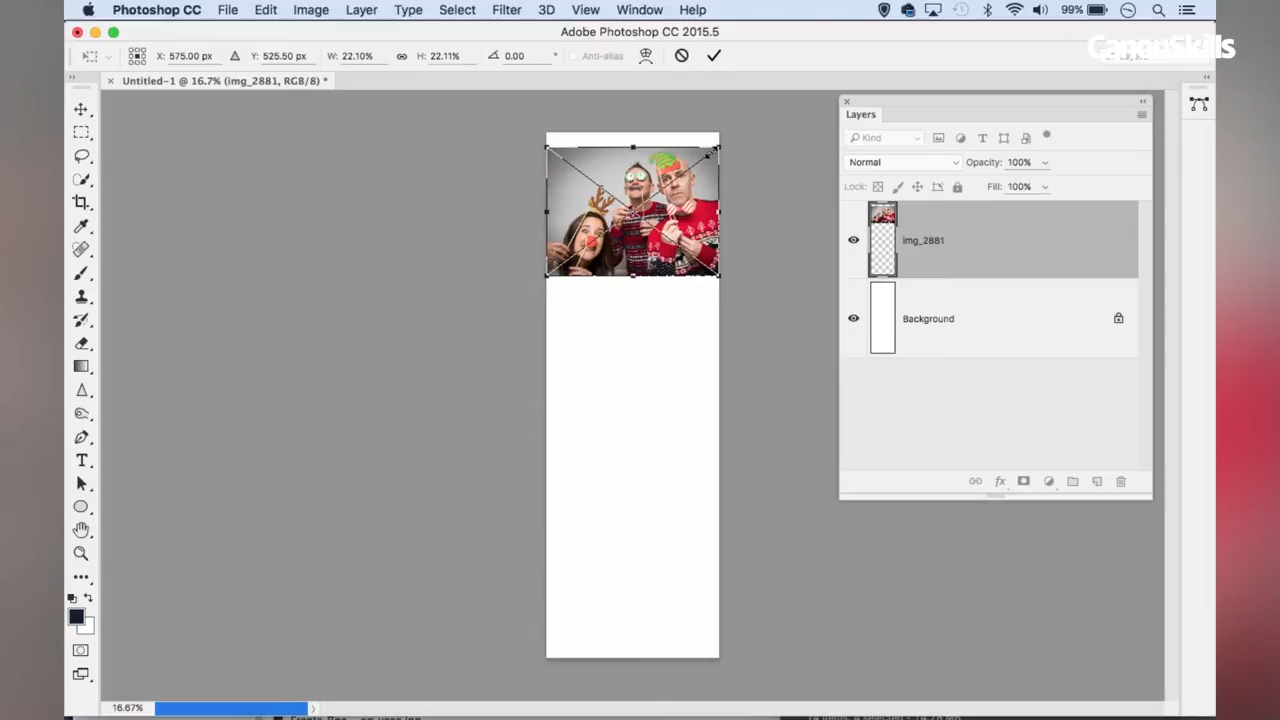 Photoshop CC File Edit Image Layer Type Select Filter 3D View Window Help 99%
Adobe Photoshop CC 2015.5
CanonSkills
X: 575.00 px Y: 525.50 px W: 22.10% H: 22.11% 0.00 ° Anti-alias
Untitled-1 @ 16.7% (img_2881, RGB/8) *
Layers
Kind
Normal Opacity: 100%
Lock: Fill: 100%
img_2881
Background
16.67%